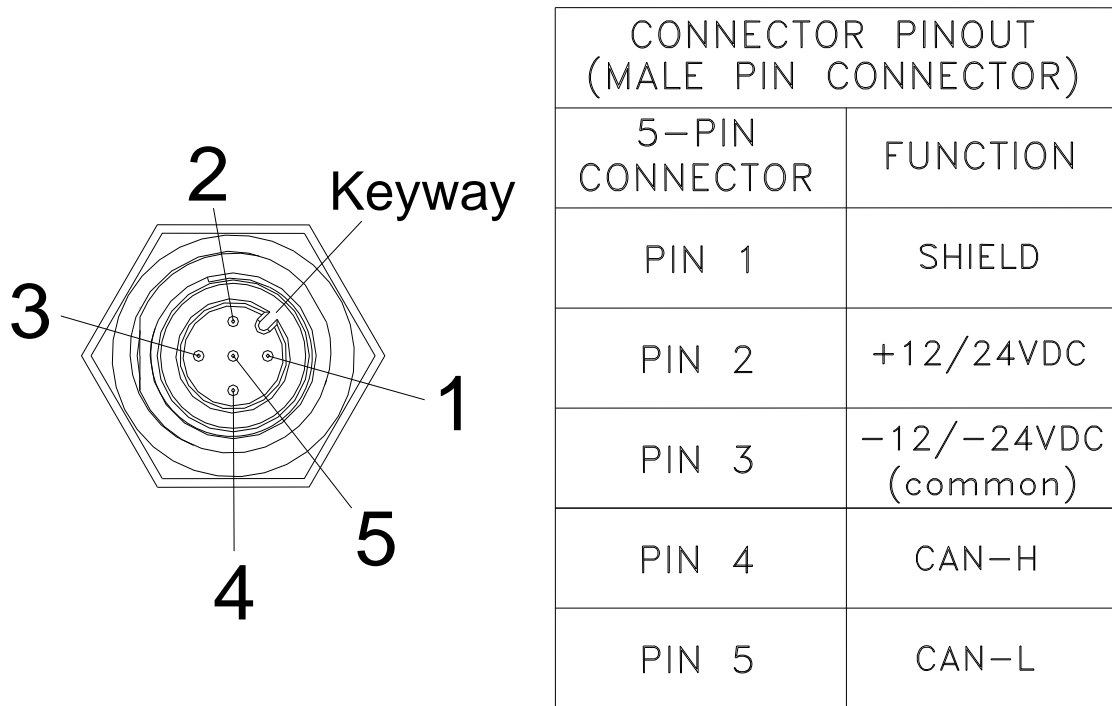 2
Keyway
3
1
5
4
CONNECTOR PINOUT
(MALE PIN CONNECTOR)
5-PIN
CONNECTOR
FUNCTION
PIN 1
SHIELD
PIN 2
+12/24VDC
PIN 3
-12/-24VDC
(common)
PIN 4
CAN-H
PIN 5
CAN-L